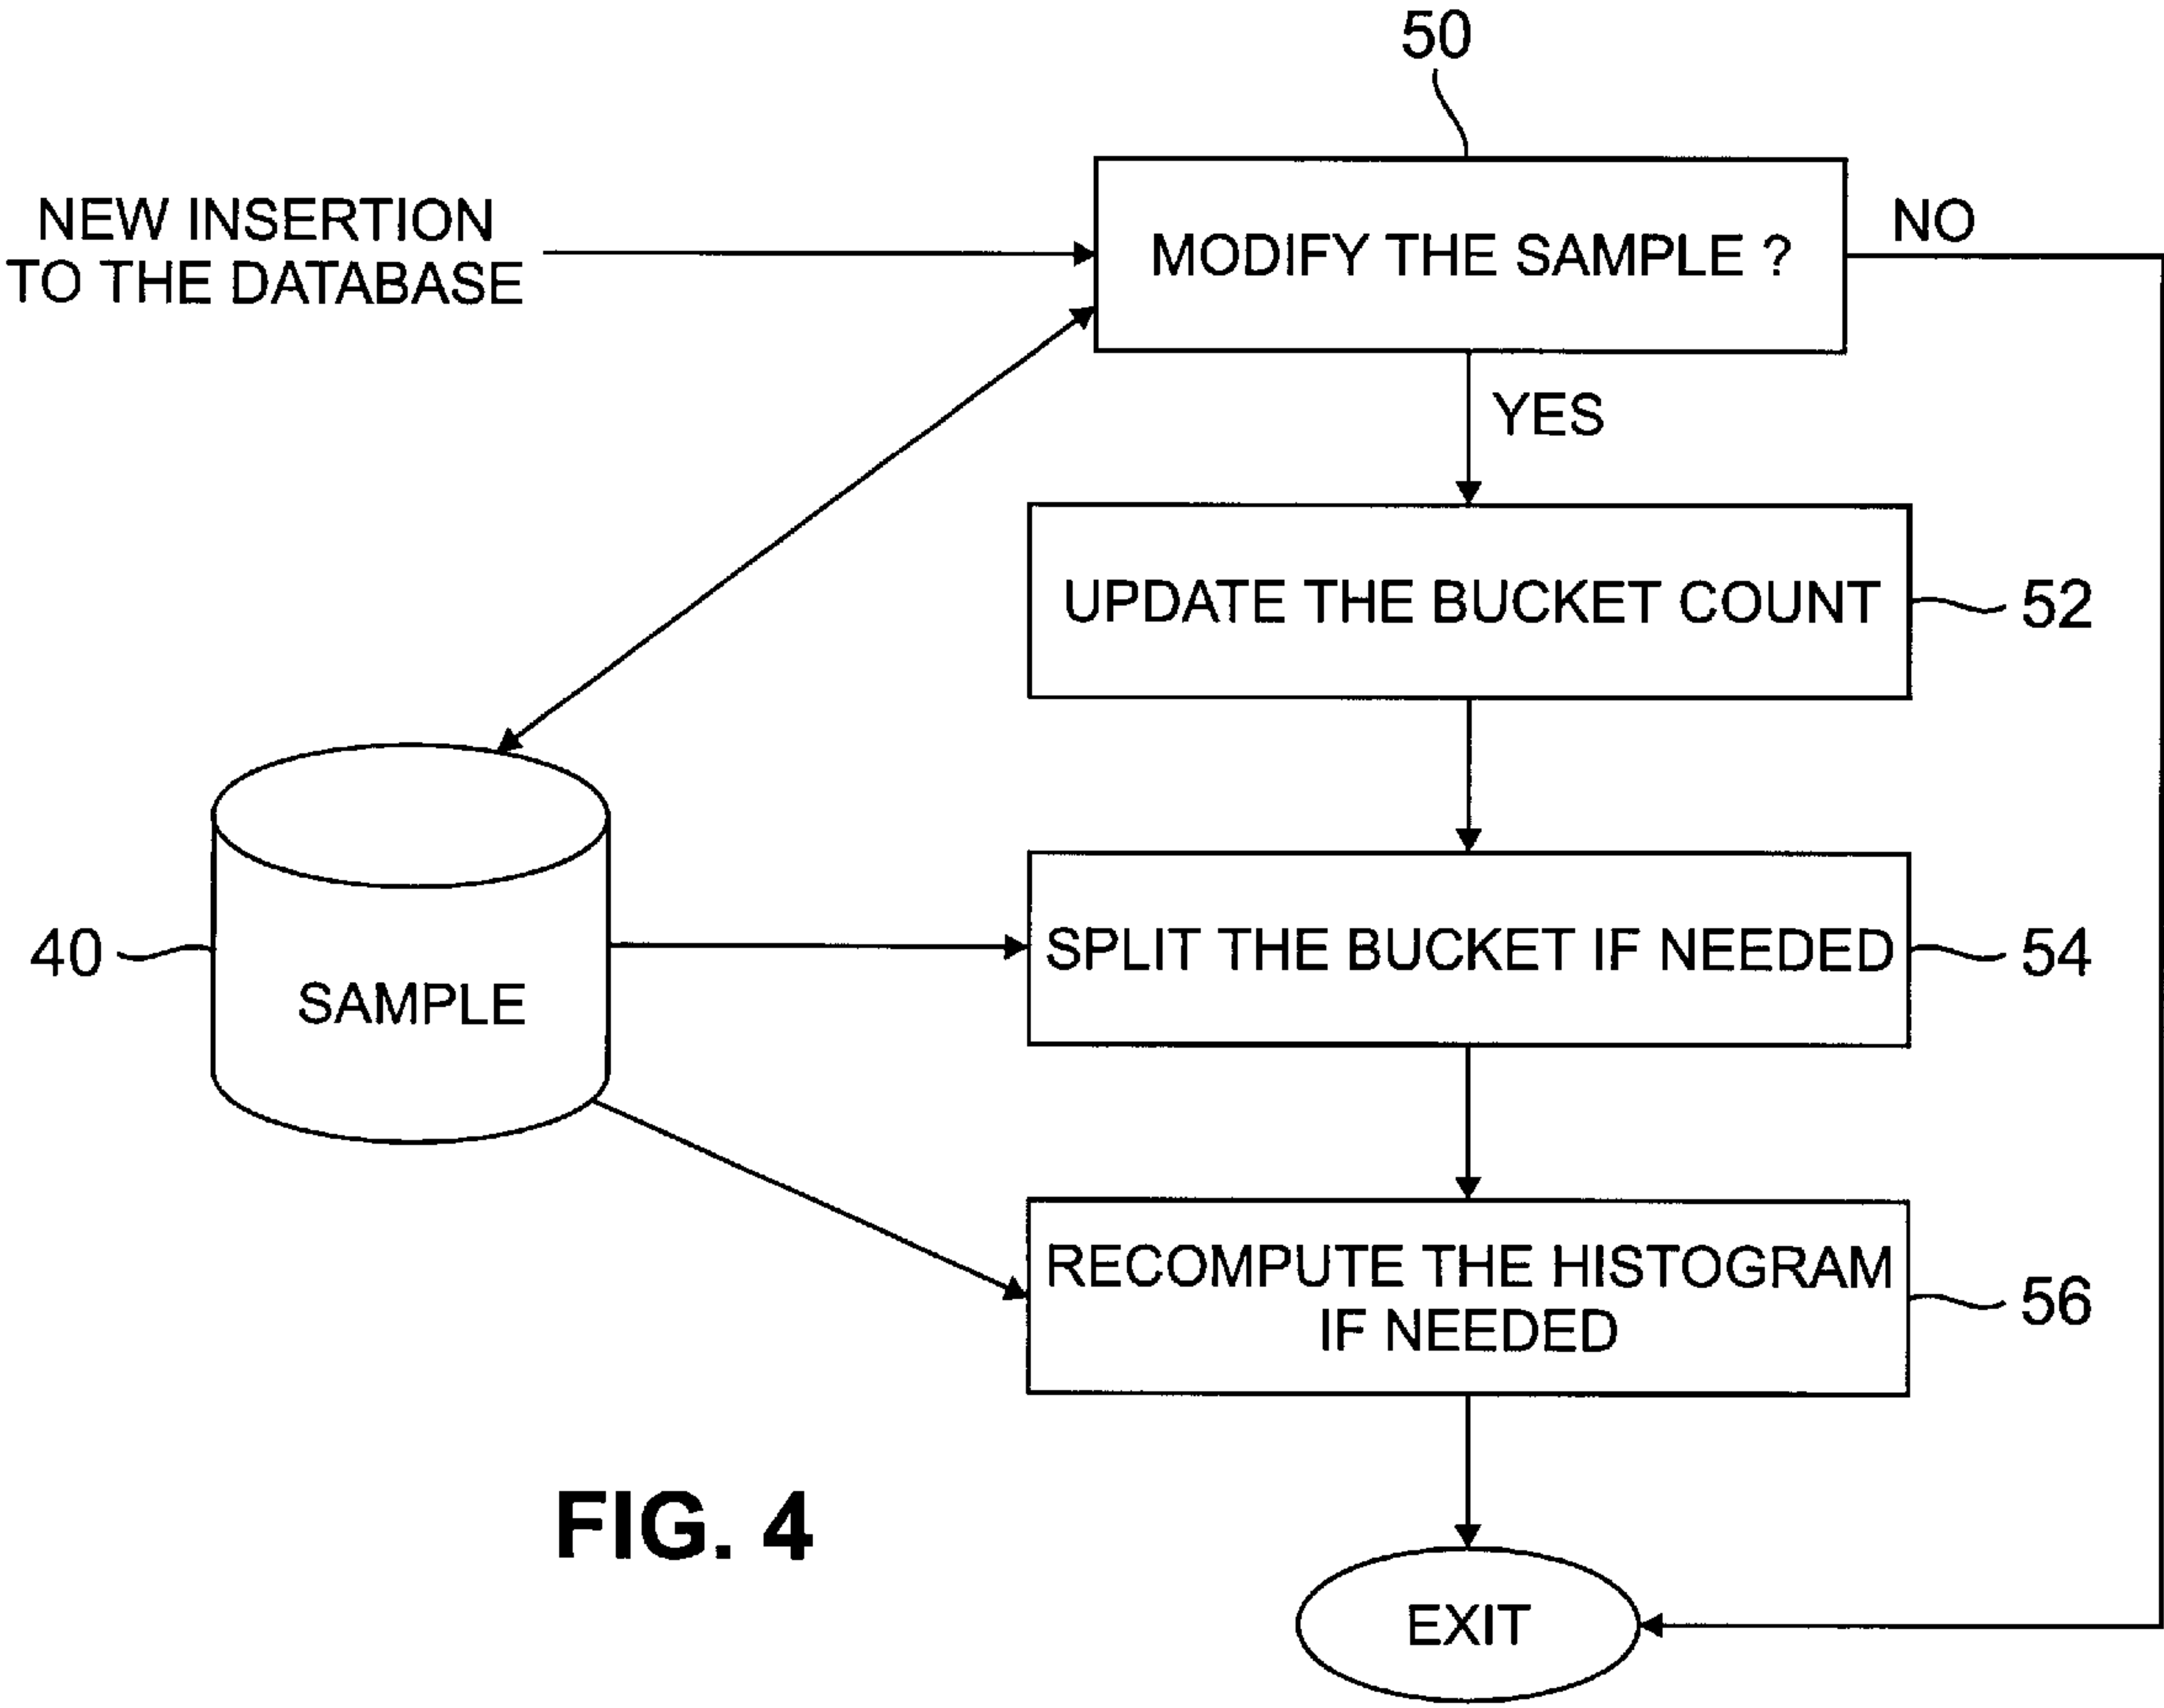 50
NEW INSERTION
TO THE DATABASE
MODIFY THE SAMPLE ?
NO
YES
UPDATE THE BUCKET COUNT
52
40
SAMPLE
SPLIT THE BUCKET IF NEEDED
54
RECOMPUTE THE HISTOGRAM
IF NEEDED
56
FIG. 4
EXIT